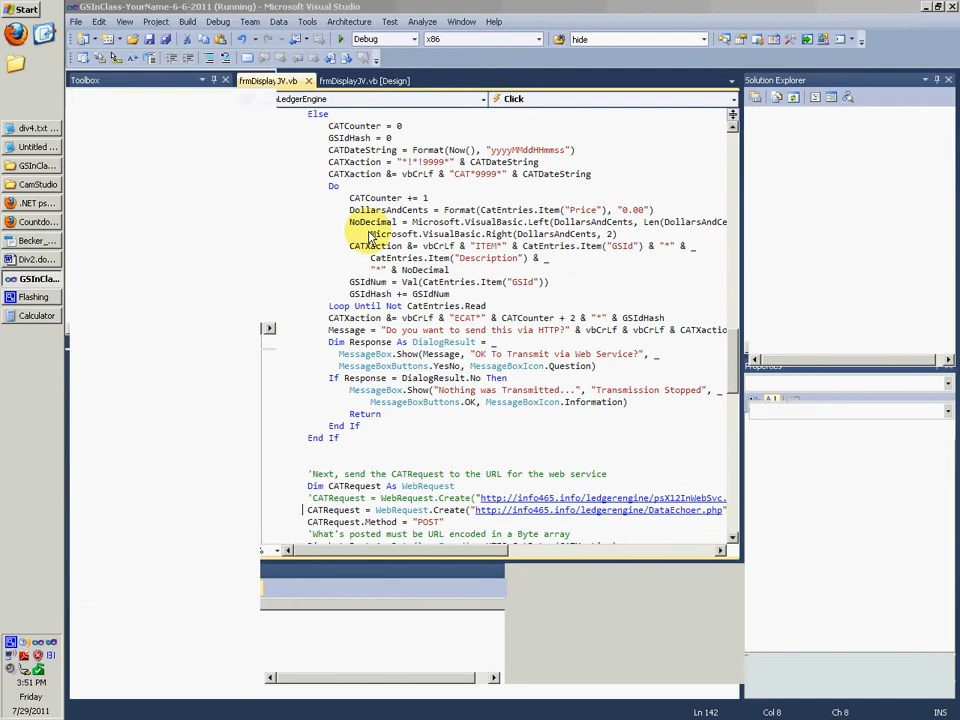 Start
GSInClass-YourName-6-6-2011 (Running) - Microsoft Visual Studio
File Edit View Project Build Debug Team Data Tools Architecture Test Analyze Window Help
Debug x86 hide
Toolbox
frmDisplayJV.vb frmDisplayJV.vb [Design]
Solution Explorer
LedgerEngine Click
Else
CATCounter = 0
GSIdHash = 0
CATDateString = Format(Now(), "yyyyMMddHHmmss")
CATXaction = "*!*!9999*" & CATDateString
CATXaction &= vbCrLf & "CAT*9999*" & CATDateString
Do
CATCounter += 1
DollarsAndCents = Format(CatEntries.Item("Price"), "0.00")
NoDecimal = Microsoft.VisualBasic.Left(DollarsAndCents, Len(DollarsAndCe
Microsoft.VisualBasic.Right(DollarsAndCents, 2)
CATXaction &= vbCrLf & "ITEM*" & CatEntries.Item("GSId") & "*" & _
CatEntries.Item("Description") & _
"*" & NoDecimal
GSIdNum = Val(CatEntries.Item("GSId"))
GSIdHash += GSIdNum
Loop Until Not CatEntries.Read
CATXaction &= vbCrLf & "ECAT*" & CATCounter + 2 & "*" & GSIdHash
Message = "Do you want to send this via HTTP?" & vbCrLf & vbCrLf & CATXactio
Dim Response As DialogResult = _
MessageBox.Show(Message, "OK To Transmit via Web Service?", _
MessageBoxButtons.YesNo, MessageBoxIcon.Question)
If Response = DialogResult.No Then
MessageBox.Show("Nothing was Transmitted...", "Transmission Stopped", _
MessageBoxButtons.OK, MessageBoxIcon.Information)
Return
End If
End If
'Next, send the CATRequest to the URL for the web service
Dim CATRequest As WebRequest
'CATRequest = WebRequest.Create("http://info465.info/ledgerengine/psX12InWebSvc.
CATRequest = WebRequest.Create("http://info465.info/ledgerengine/DataEchoer.php"
CATRequest.Method = "POST"
'What's posted must be URL encoded in a Byte array
Properties
div4.txt ...
Untitled ...
GSInCla...
CamStudio
.NET ps...
Countdo...
Becker_...
Div2.do...
GSInCla...
Flashing
Calculator
3:51 PM
Friday
7/29/2011
Ln 142 Col 8 Ch 8 INS